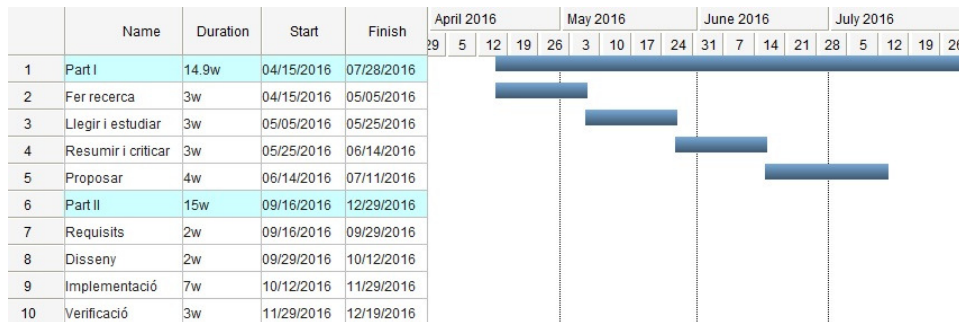 April 2016 May 2016 June 2016 July 2016
Name Duration Start Finish
29 5 12 19 26 3 10 17 24 31 7 14 21 28 5 12 19 26
1 Part I 14.9w 04/15/2016 07/28/2016
2 Fer recerca 3w 04/15/2016 05/05/2016
3 Llegir i estudiar 3w 05/05/2016 05/25/2016
4 Resumir i criticar 3w 05/25/2016 06/14/2016
5 Proposar 4w 06/14/2016 07/11/2016
6 Part II 15w 09/16/2016 12/29/2016
7 Requisits 2w 09/16/2016 09/29/2016
8 Disseny 2w 09/29/2016 10/12/2016
9 Implementació 7w 10/12/2016 11/29/2016
10 Verificació 3w 11/29/2016 12/19/2016